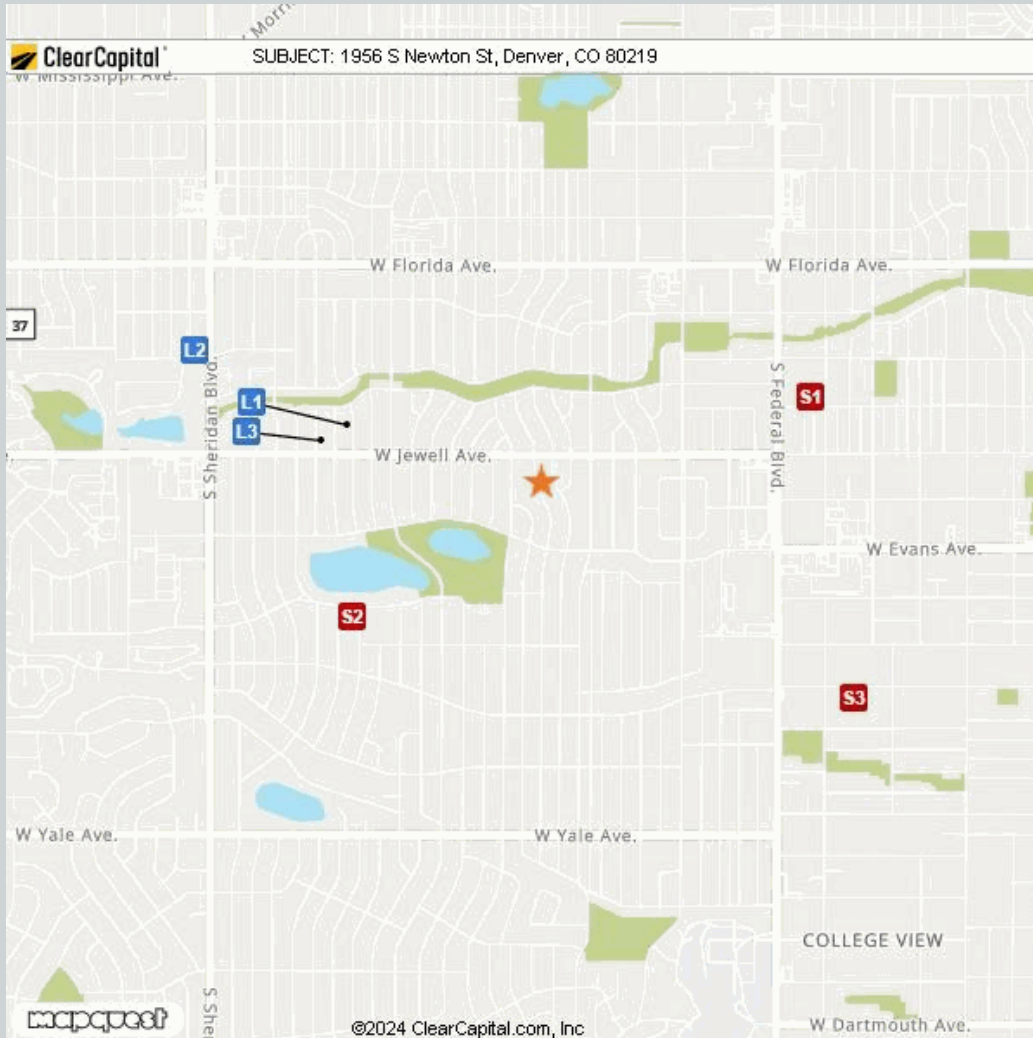 W Morri
ClearCapital
SUBJECT: 1956 S Newton St, Denver, CO 80219
W Mississippi Ave.
W Florida Ave.
W Florida Ave.
37
L2
S Sheridan Blvd.
L1
S Federal Blvd.
S1
L3
W Jewell Ave.
W Evans Ave.
S2
S3
W Yale Ave.
W Yale Ave.
COLLEGE VIEW
S She
mapquest
©2024 ClearCapital.com, Inc
W Dartmouth Ave.